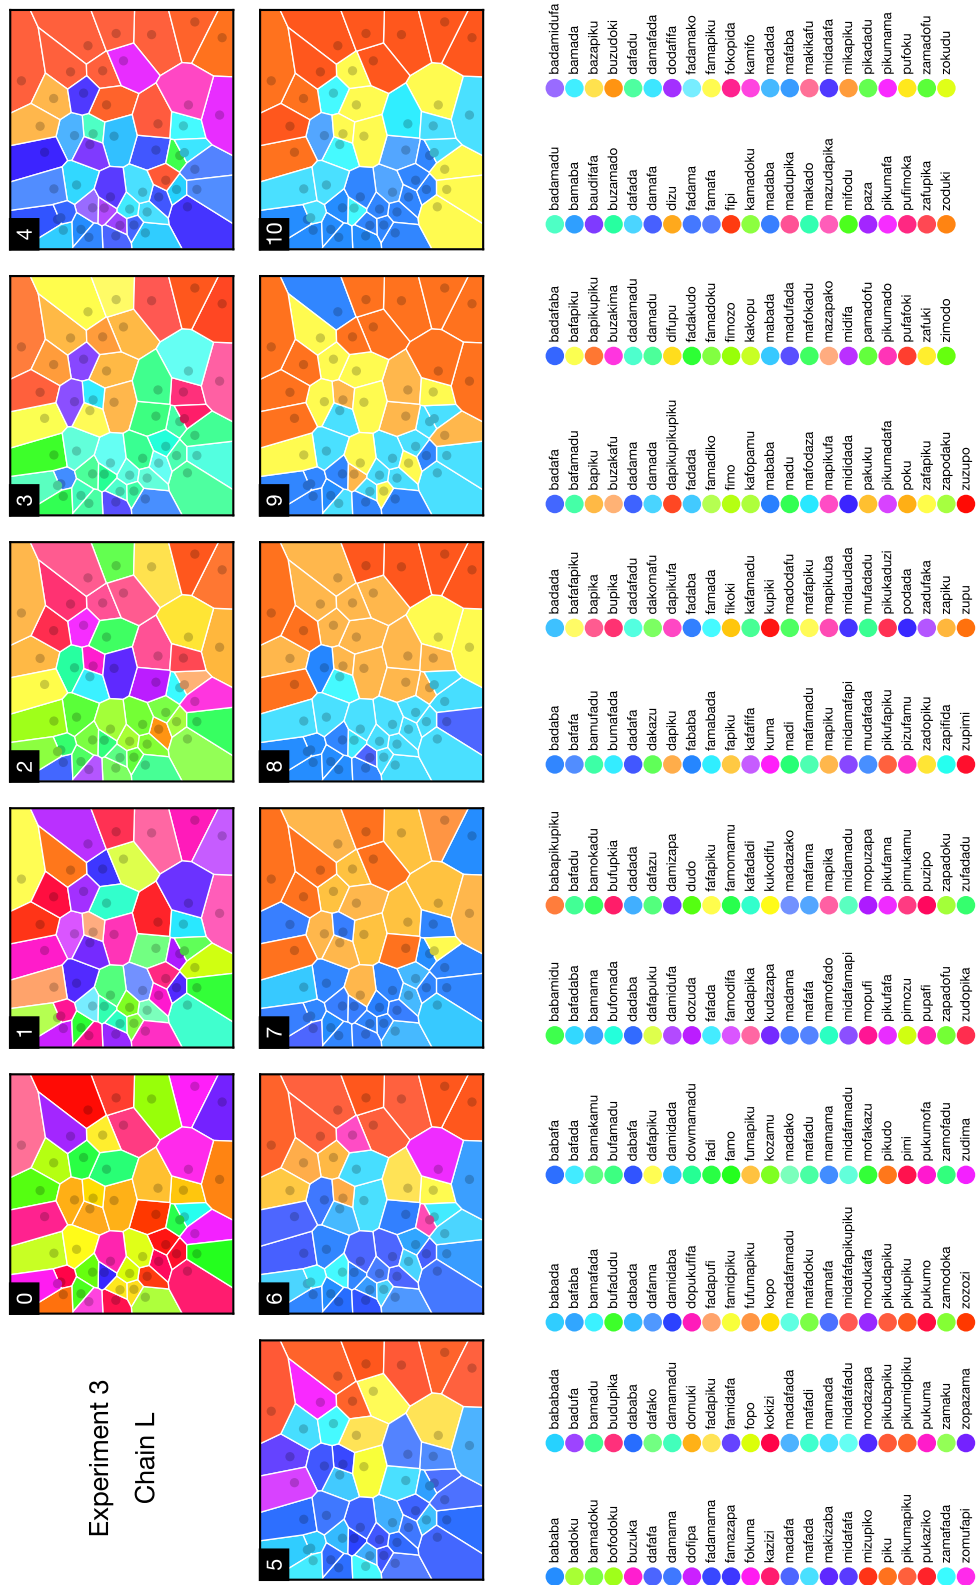 Experiment 3
Chain L
0 1 2 3 4
5 6 7 8 9 10
bababa bababada babada babafa babamidu babapikupiku badaba badada badafa badafaba badamadu badamidufa
badoku badufa bafaba bafada bafadaba bafadu bafafa bafafapiku bafamadu bafapiku bamaba bamada
bamadoku bamadu bamafada bamakamu bamama bamokadu bamufadu bapika bapiku bapikupiku baudifafa bazapiku
bofodoku budupika bufadudu bufamadu bufomada bufupkia bumafada bupika buzakafu buzakima buzamado buzudoki
buzuka dababa dabada dabafa dadaba dadada dadafa dadafadu dadama dadamadu dafada dafadu
dafafa dafako dafama dafapiku dafapuku dafazu dakazu dakomafu damada damadu damafa damafada
damama damamadu damidaba damidada damidufa damizapa dapiku dapikufa dapikupikupiku difupu dizu dodafifa
dofipa domuki dopukufifa dowmamadu dozuda dudo fababa fadaba fadada fadakudo fadama fadamako
fadamama fadapiku fadapufi fadi fafada fafapiku famabada famada famadiko famadoku famafa famapiku
famazapa famidafa famidpiku famo famodifa famomamu fapiku fikoki fimo fimozo fipi fokopida
fokuma fopo fufumapiku fumapiku kadapika kafadadi kafafifa kafamadu kafopamu kakopu kamadoku kamifo
kazizi kokizi kopo kozamu kudazapa kukodifu kuma kupiki mababa mabada madaba madada
madafa madafada madafamadu madako madama madazako madi madodafu madu madufada madupika mafaba
mafada mafadi mafadoku mafadu mafafa mafama mafamadu mafapiku mafodaza mafokadu makado makikafu
makizaba mamada mamafa mamama mamofado mapika mapiku mapikuba mapikufa mazapako mazudapika midadafa
midafafa midafafadu midafafapikupiku midafamadu midafamapi midamadu midamafapi midaudada mididada midifa mifodu mikapiku
mizupiko modazapa modukafa mofakazu mopufi mopuzapa mudafada mufadadu pakuku pamadofu paza pikadadu
piku pikubapiku pikudapiku pikudo pikufafa pikufama pikufapiku pikukaduzi pikumadafa pikumado pikumafa pikumama
pikumapiku pikumidpiku pikupiku pimi pimozu pimukamu pizufamu podada poku pufafoki pufimoka pufoku
pukaziko pukuma pukumo pukumofa pupafi puzipo zadopiku zadufaka zafapiku zafuki zafupika zamadofu
zamafada zamaku zamodoka zamofadu zapadofu zapadoku zapifida zapiku zapodaku zimodo zoduki zokudu
zomufapi zopazama zozozi zudima zudopika zufadadu zupimi zupu zuzupo